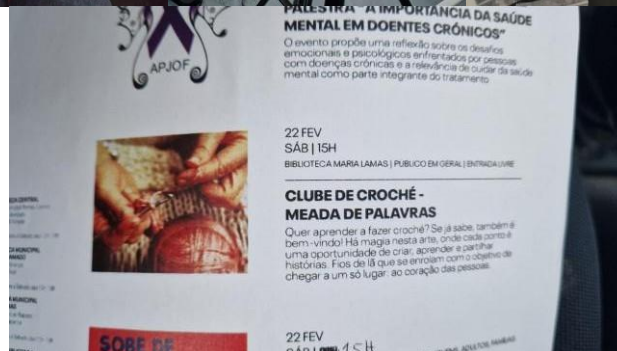 PALESTRA "A IMPORTÂNCIA DA SAÚDE
MENTAL EM DOENTES CRÓNICOS"
O evento propõe uma reflexão sobre os desafios
emocionais e psicológicos enfrentados por pessoas
com doenças crónicas e a relevância de cuidar da saúde
mental como parte integrante do tratamento
APJOF
22 FEV
SÁB | 15H
BIBLIOTECA MARIA LAMAS | PÚBLICO EM GERAL | ENTRADA LIVRE
CLUBE DE CROCHÉ -
MEADA DE PALAVRAS
Quer aprender a fazer croché? Se já sabe, também é
bem-vindo! Há magia nesta arte, onde cada ponto é
uma oportunidade de criar, aprender e partilhar
histórias. Fios de lã que se enrolam com o objetivo de
chegar a um só lugar: ao coração das pessoas.
22 FEV
SÁB | 15H
SOBE DE